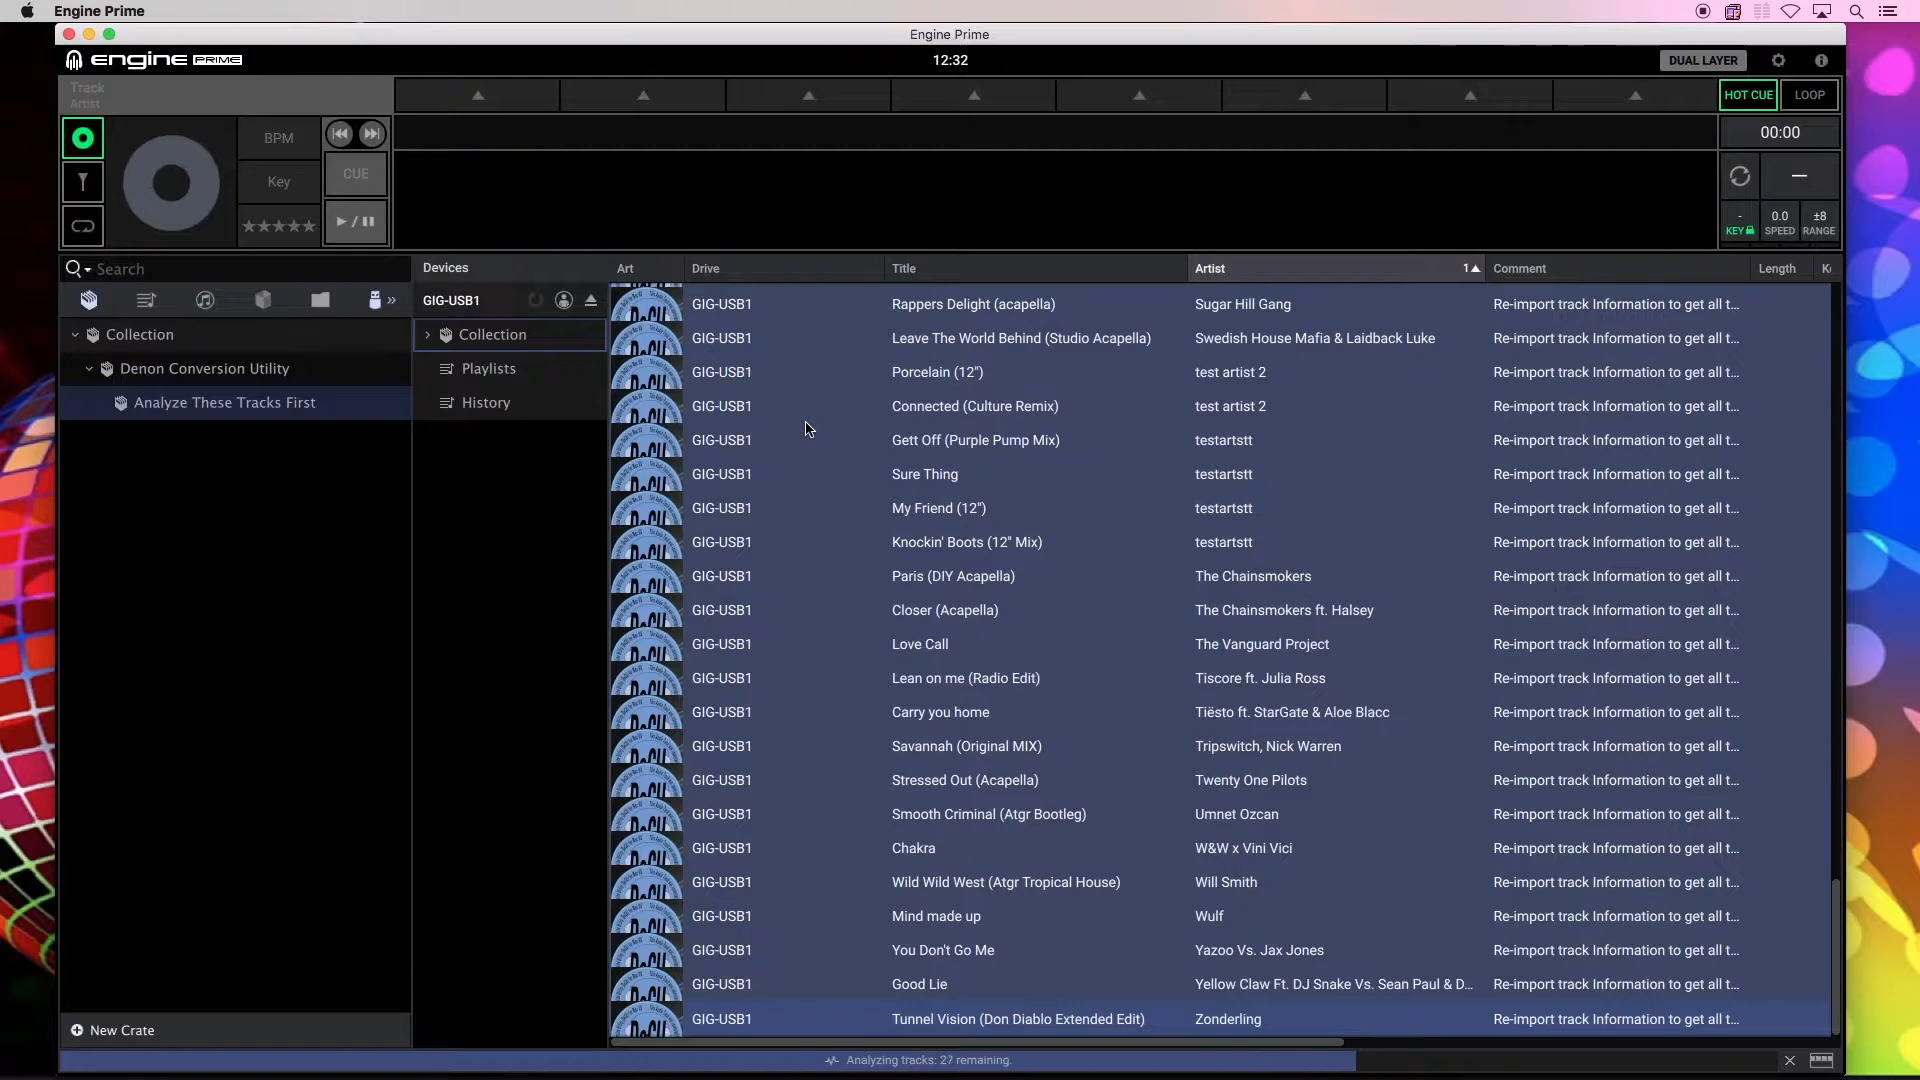 Engine Prime
Engine Prime
engine PRIME
12:32
DUAL LAYER
Track
Artist
HOT CUE
LOOP
BPM
Key
CUE
00:00
-
KEY
0.0
SPEED
±8
RANGE
Search
Devices
Art
Drive
Title
Artist
1
Comment
Length
GIG-USB1
Collection
Denon Conversion Utility
Analyze These Tracks First
Collection
Playlists
History
GIG-USB1 Rappers Delight (acapella) Sugar Hill Gang Re-import track Information to get all t...
GIG-USB1 Leave The World Behind (Studio Acapella) Swedish House Mafia & Laidback Luke Re-import track Information to get all t...
GIG-USB1 Porcelain (12") test artist 2 Re-import track Information to get all t...
GIG-USB1 Connected (Culture Remix) test artist 2 Re-import track Information to get all t...
GIG-USB1 Gett Off (Purple Pump Mix) testartstt Re-import track Information to get all t...
GIG-USB1 Sure Thing testartstt Re-import track Information to get all t...
GIG-USB1 My Friend (12") testartstt Re-import track Information to get all t...
GIG-USB1 Knockin' Boots (12" Mix) testartstt Re-import track Information to get all t...
GIG-USB1 Paris (DIY Acapella) The Chainsmokers Re-import track Information to get all t...
GIG-USB1 Closer (Acapella) The Chainsmokers ft. Halsey Re-import track Information to get all t...
GIG-USB1 Love Call The Vanguard Project Re-import track Information to get all t...
GIG-USB1 Lean on me (Radio Edit) Tiscore ft. Julia Ross Re-import track Information to get all t...
GIG-USB1 Carry you home Tiësto ft. StarGate & Aloe Blacc Re-import track Information to get all t...
GIG-USB1 Savannah (Original MIX) Tripswitch, Nick Warren Re-import track Information to get all t...
GIG-USB1 Stressed Out (Acapella) Twenty One Pilots Re-import track Information to get all t...
GIG-USB1 Smooth Criminal (Atgr Bootleg) Umnet Ozcan Re-import track Information to get all t...
GIG-USB1 Chakra W&W x Vini Vici Re-import track Information to get all t...
GIG-USB1 Wild Wild West (Atgr Tropical House) Will Smith Re-import track Information to get all t...
GIG-USB1 Mind made up Wulf Re-import track Information to get all t...
GIG-USB1 You Don't Go Me Yazoo Vs. Jax Jones Re-import track Information to get all t...
GIG-USB1 Good Lie Yellow Claw Ft. DJ Snake Vs. Sean Paul & D... Re-import track Information to get all t...
GIG-USB1 Tunnel Vision (Don Diablo Extended Edit) Zonderling Re-import track Information to get all t...
New Crate
Analyzing tracks: 27 remaining.